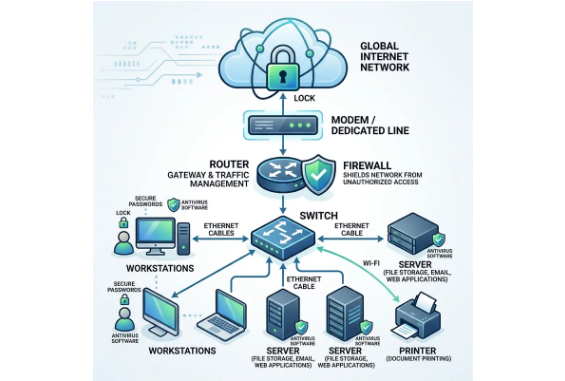 GLOBAL
INTERNET
NETWORK
LOCK
MODEM /
DEDICATED LINE
ROUTER
GATEWAY & TRAFFIC
MANAGEMENT
FIREWALL
SHIELDS NETWORK FROM
UNAUTHORIZED ACCESS
SECURE
PASSWORDS
LOCK
ANTIVIRUS
SOFTWARE
ETHERNET
CABLES
SWITCH
ETHERNET
CABLE
ANTIVIRUS
SOFTWARE
WORKSTATIONS
SERVER
(FILE STORAGE, EMAIL,
WEB APPLICATIONS)
WI-FI
ETHERNET
CABLE
SECURE
PASSWORDS
ANTIVIRUS
SOFTWARE
WORKSTATIONS
ANTIVIRUS
SOFTWARE
SERVER
(FILE STORAGE, EMAIL,
WEB APPLICATIONS)
ANTIVIRUS
SOFTWARE
SERVER
(FILE STORAGE,
WEB APPLICATIONS)
PRINTER
(DOCUMENT PRINTING)